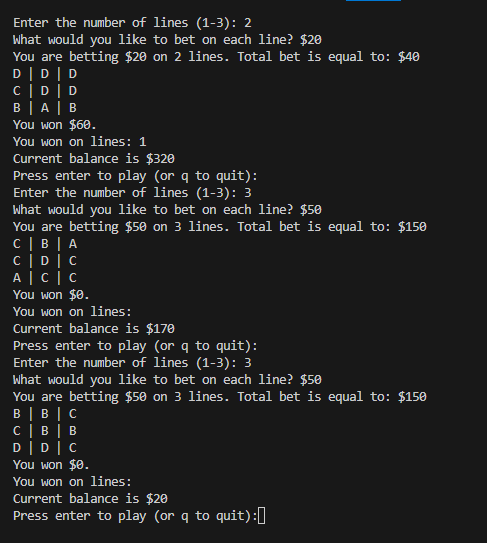 Enter the number of lines (1-3): 2
What would you like to bet on each line? $20
You are betting $20 on 2 lines. Total bet is equal to: $40
D | D | D
C | D | D
B | A | B
You won $60.
You won on lines: 1
Current balance is $320
Press enter to play (or q to quit):
Enter the number of lines (1-3): 3
What would you like to bet on each line? $50
You are betting $50 on 3 lines. Total bet is equal to: $150
C | B | A
C | D | C
A | C | C
You won $0.
You won on lines:
Current balance is $170
Press enter to play (or q to quit):
Enter the number of lines (1-3): 3
What would you like to bet on each line? $50
You are betting $50 on 3 lines. Total bet is equal to: $150
B | B | C
C | B | B
D | D | C
You won $0.
You won on lines:
Current balance is $20
Press enter to play (or q to quit):